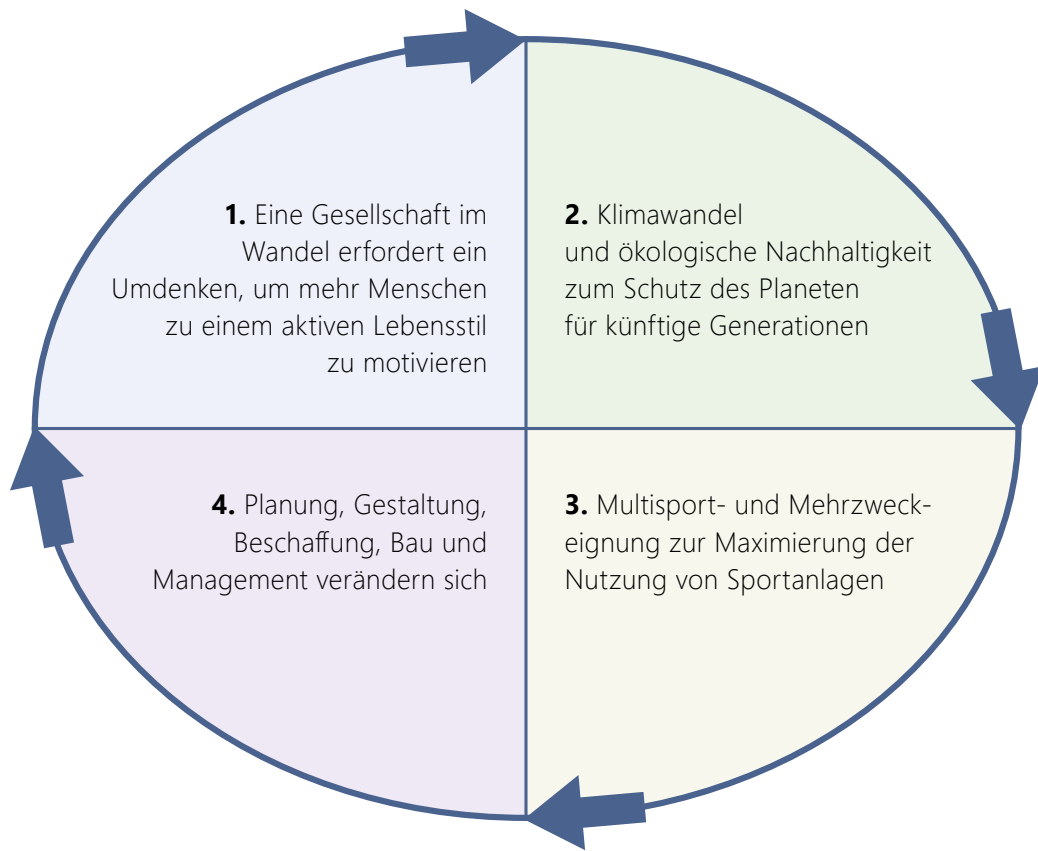 1. Eine Gesellschaft im
Wandel erfordert ein
Umdenken, um mehr Menschen
zu einem aktiven Lebensstil
zu motivieren
2. Klimawandel
und ökologische Nachhaltigkeit
zum Schutz des Planeten
für künftige Generationen
3. Multisport- und Mehrzweck-
eignung zur Maximierung der
Nutzung von Sportanlagen
4. Planung, Gestaltung,
Beschaffung, Bau und
Management verändern sich